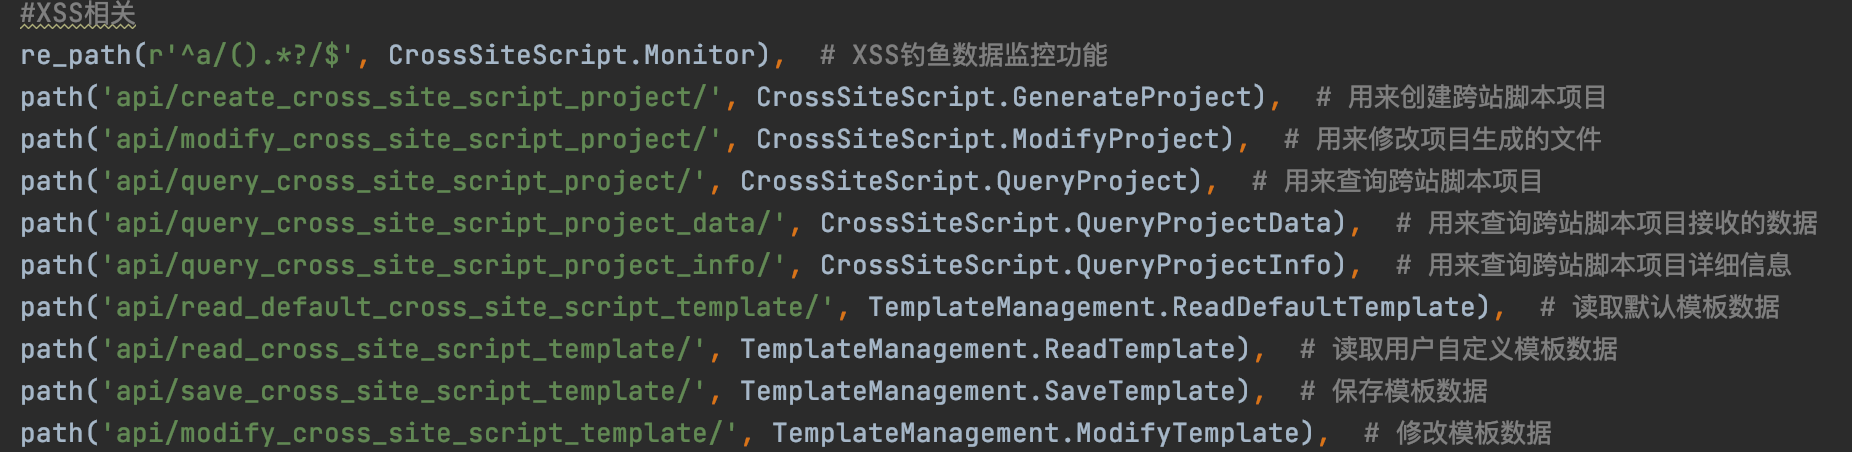 #XSS相关
re_path(r'^a/().*?/$', CrossSiteScript.Monitor),  # XSS钓鱼数据监控功能
path('api/create_cross_site_script_project/', CrossSiteScript.GenerateProject),  # 用来创建跨站脚本项目
path('api/modify_cross_site_script_project/', CrossSiteScript.ModifyProject),  # 用来修改项目生成的文件
path('api/query_cross_site_script_project/', CrossSiteScript.QueryProject),  # 用来查询跨站脚本项目
path('api/query_cross_site_script_project_data/', CrossSiteScript.QueryProjectData),  # 用来查询跨站脚本项目接收的数据
path('api/query_cross_site_script_project_info/', CrossSiteScript.QueryProjectInfo),  # 用来查询跨站脚本项目详细信息
path('api/read_default_cross_site_script_template/', TemplateManagement.ReadDefaultTemplate),  # 读取默认模板数据
path('api/read_cross_site_script_template/', TemplateManagement.ReadTemplate),  # 读取用户自定义模板数据
path('api/save_cross_site_script_template/', TemplateManagement.SaveTemplate),  # 保存模板数据
path('api/modify_cross_site_script_template/', TemplateManagement.ModifyTemplate),  # 修改模板数据